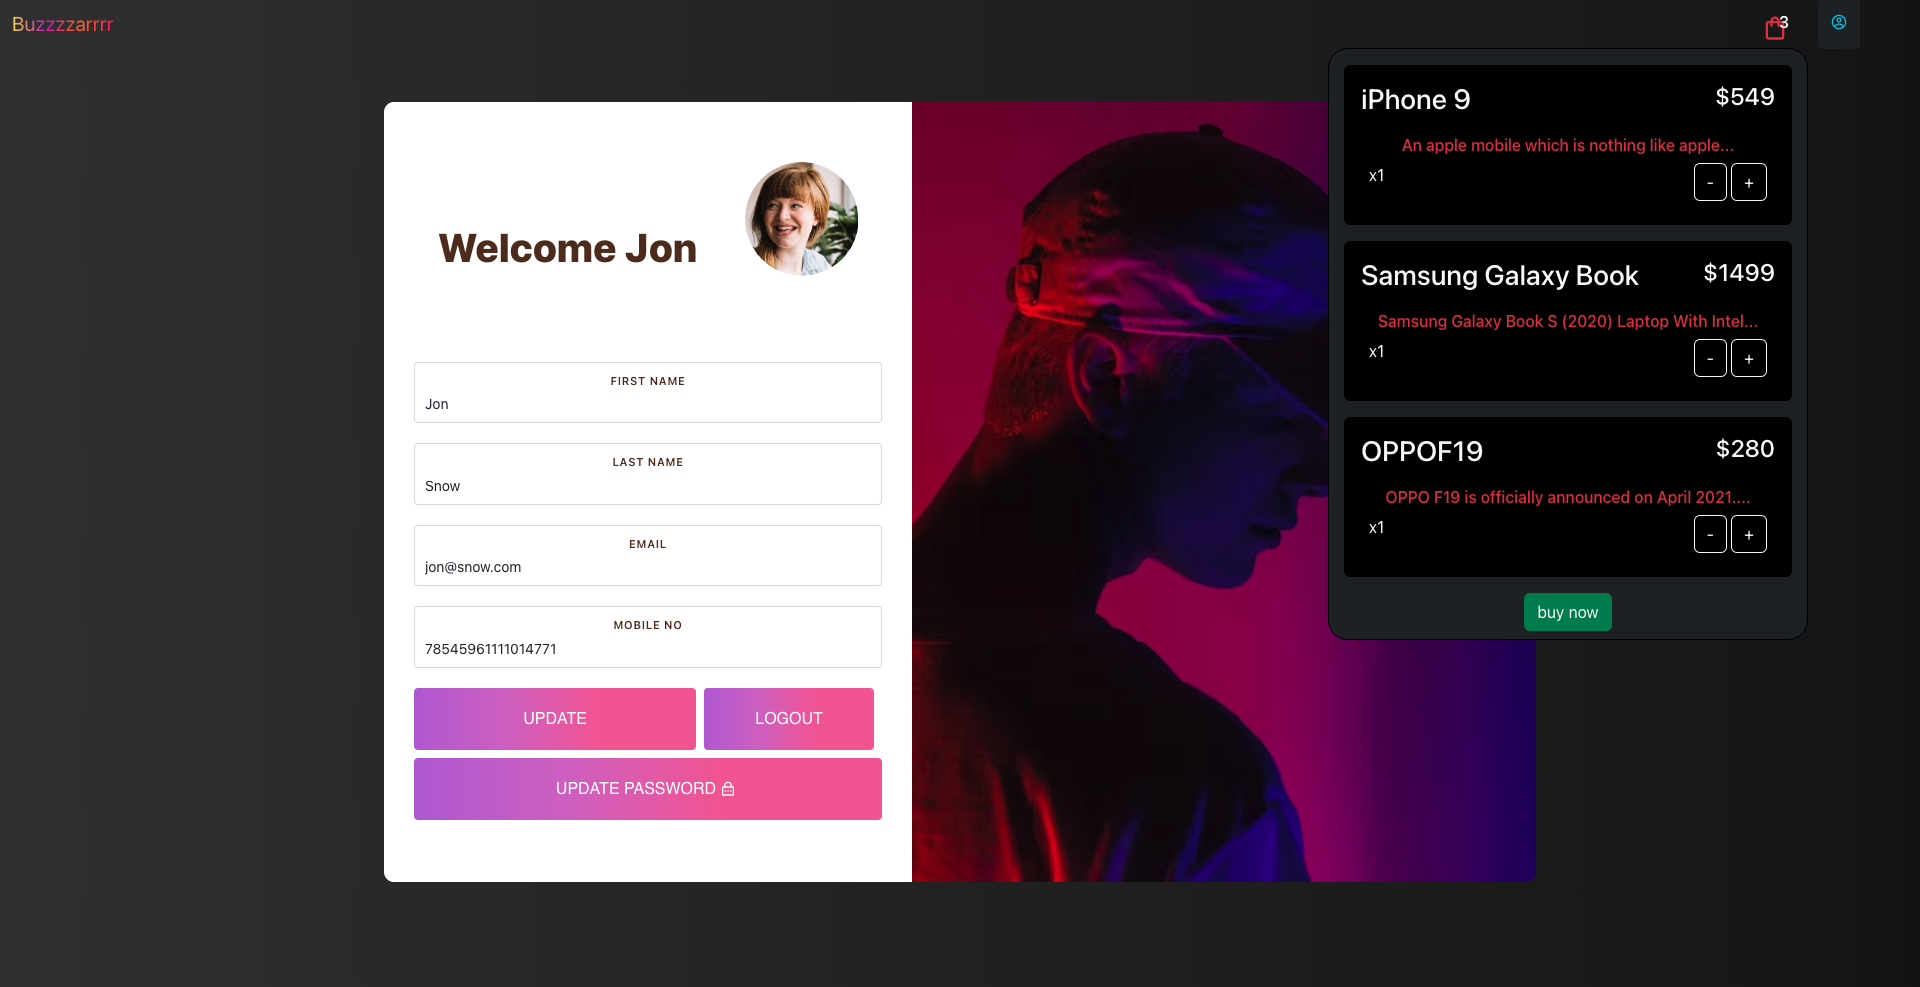 Buzzzzarrrr
3
Welcome Jon
FIRST NAME
Jon
LAST NAME
Snow
EMAIL
jon@snow.com
MOBILE NO
78545961111014771
UPDATE
LOGOUT
UPDATE PASSWORD
iPhone 9
$549
An apple mobile which is nothing like apple...
x1
-
+
Samsung Galaxy Book
$1499
Samsung Galaxy Book S (2020) Laptop With Intel...
x1
-
+
OPPOF19
$280
OPPO F19 is officially announced on April 2021....
x1
-
+
buy now